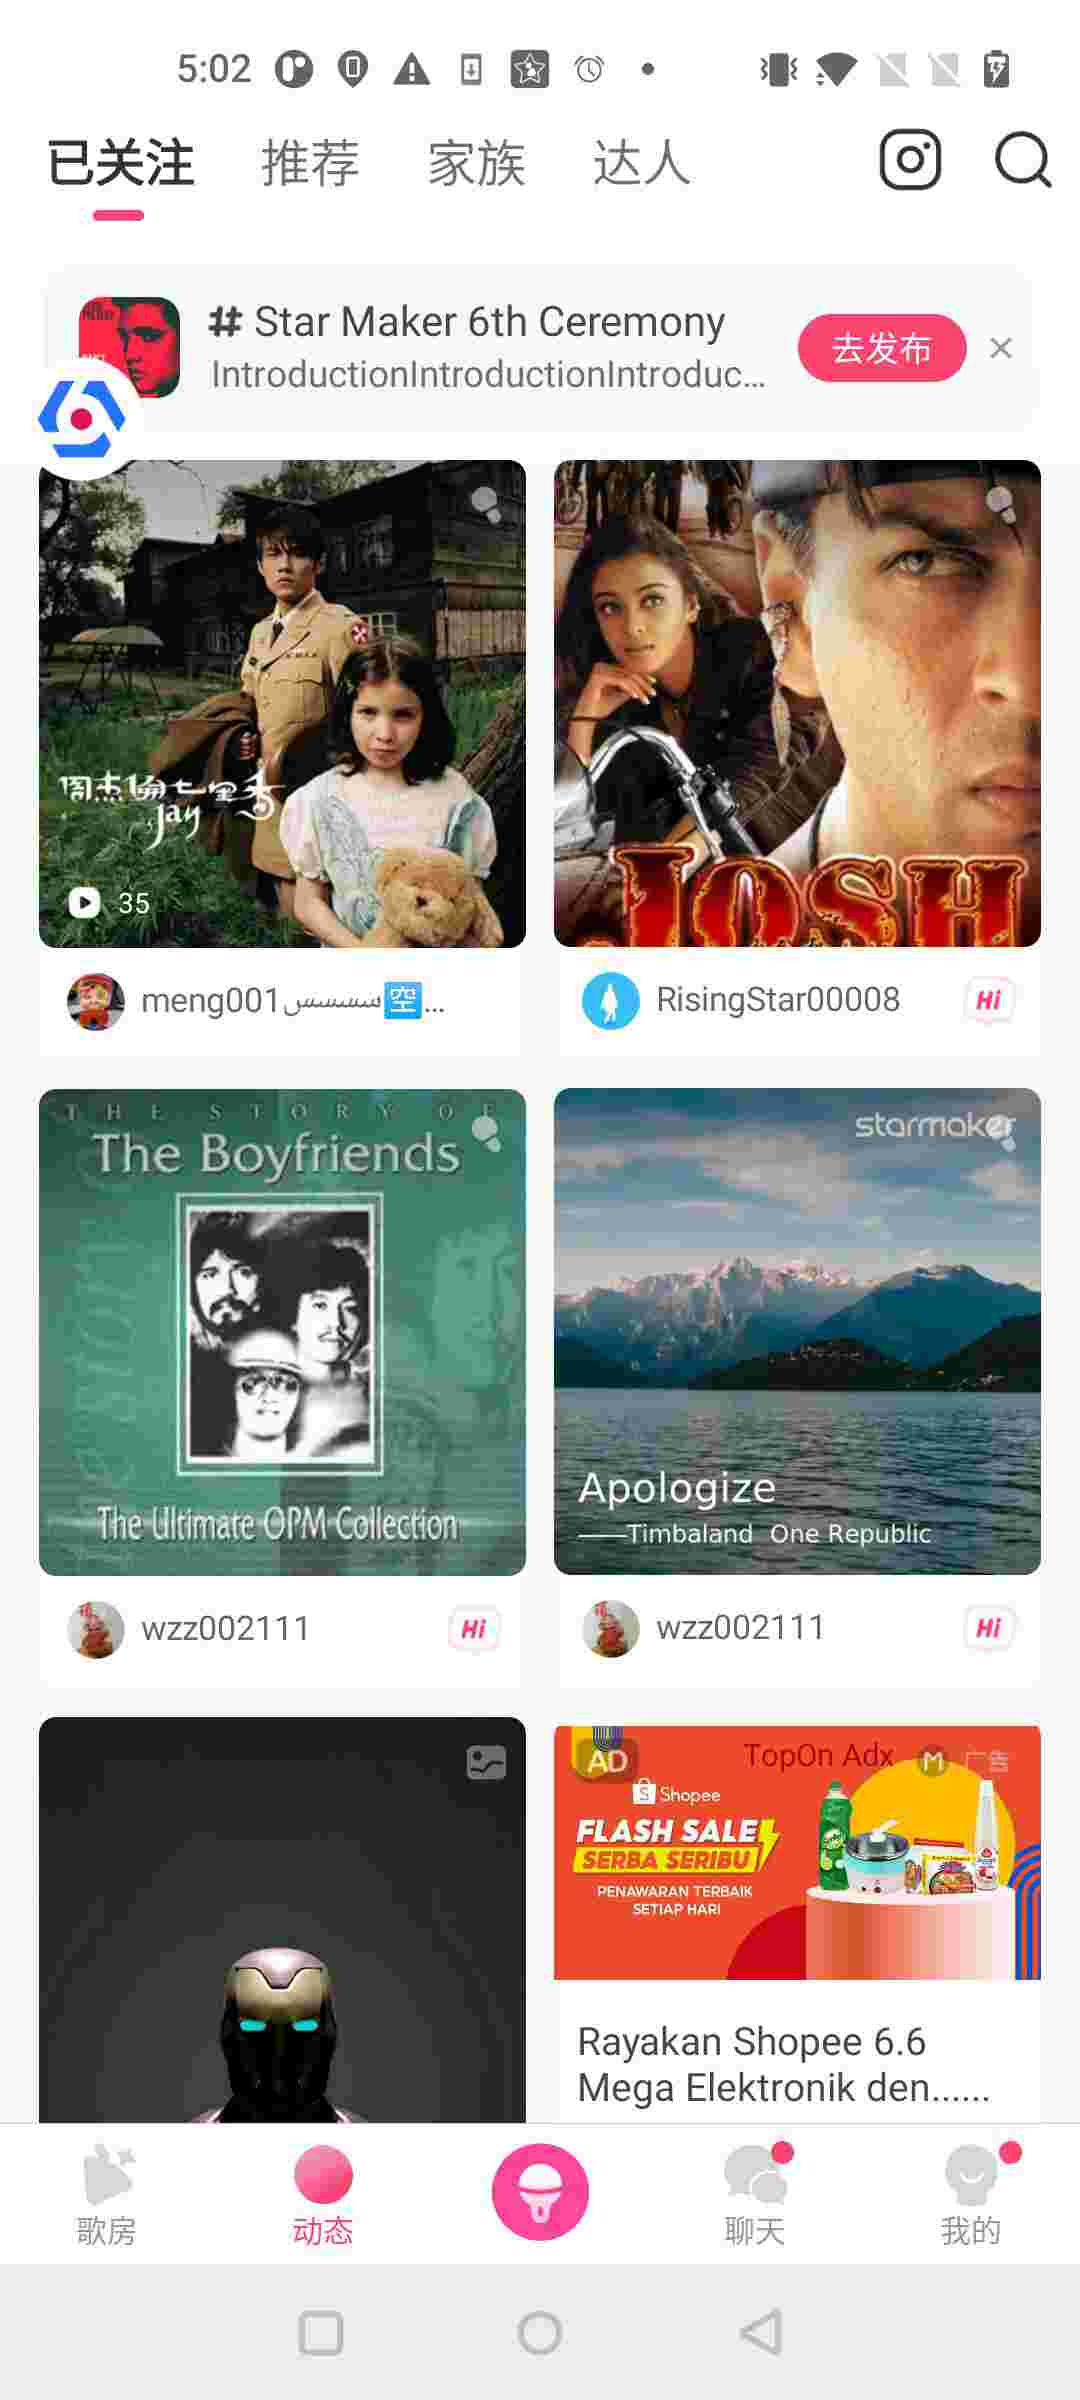 5:02
已关注 推荐 家族 达人
# Star Maker 6th Ceremony
IntroductionIntroductionIntroduc...
去发布
周杰倫七里香
Jay
35
JOSH
meng001سسسس空...
RisingStar00008
Hi
THE STORY OF
The Boyfriends
The Ultimate OPM Collection
starmaker
Apologize
——Timbaland One Republic
wzz002111
Hi
wzz002111
Hi
AD
TopOn Adx
M
广告
Shopee
FLASH SALE
SERBA SERIBU
PENAWARAN TERBAIK
SETIAP HARI
Rayakan Shopee 6.6
Mega Elektronik den......
歌房 动态 聊天 我的